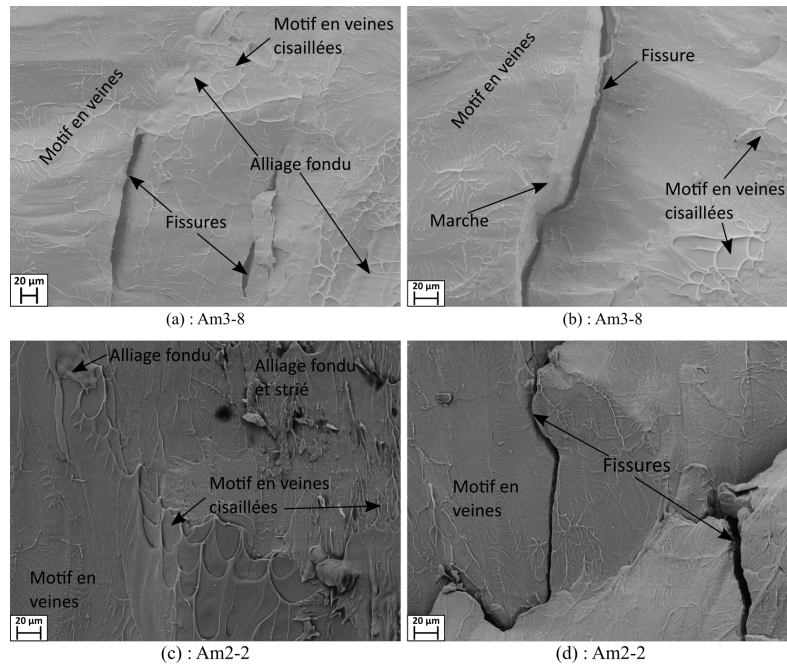 Motif en veines
cisaillées
Motif en veines
Alliage fondu
Fissures
20 µm
(a) : Am3-8
Motif en veines
Fissure
Motif en veines
cisaillées
Marche
20 µm
(b) : Am3-8
Alliage fondu
Alliage fondu
et strié
Motif en veines
cisaillées
Motif en
veines
20 µm
(c) : Am2-2
Fissures
Motif en
veines
20 µm
(d) : Am2-2